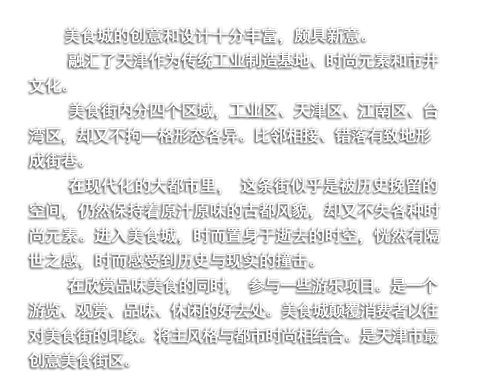 美食城的创意和设计十分丰富，颇具新意。
融汇了天津作为传统工业制造基地、时尚元素和市井
文化。
美食街内分四个区域，工业区、天津区、江南区、台
湾区，却又不拘一格形态各异。比邻相接、错落有致地形
成街巷。
在现代化的大都市里， 这条街似乎是被历史挽留的
空间，仍然保持着原汁原味的古都风貌，却又不失各种时
尚元素。进入美食城，时而置身于逝去的时空，恍然有隔
世之感，时而感受到历史与现实的撞击。
在欣赏品味美食的同时， 参与一些游乐项目。是一个
游览、观赏、品味、休闲的好去处。美食城颠覆消费者以往
对美食街的印象。将主风格与都市时尚相结合。是天津市最
创意美食街区。